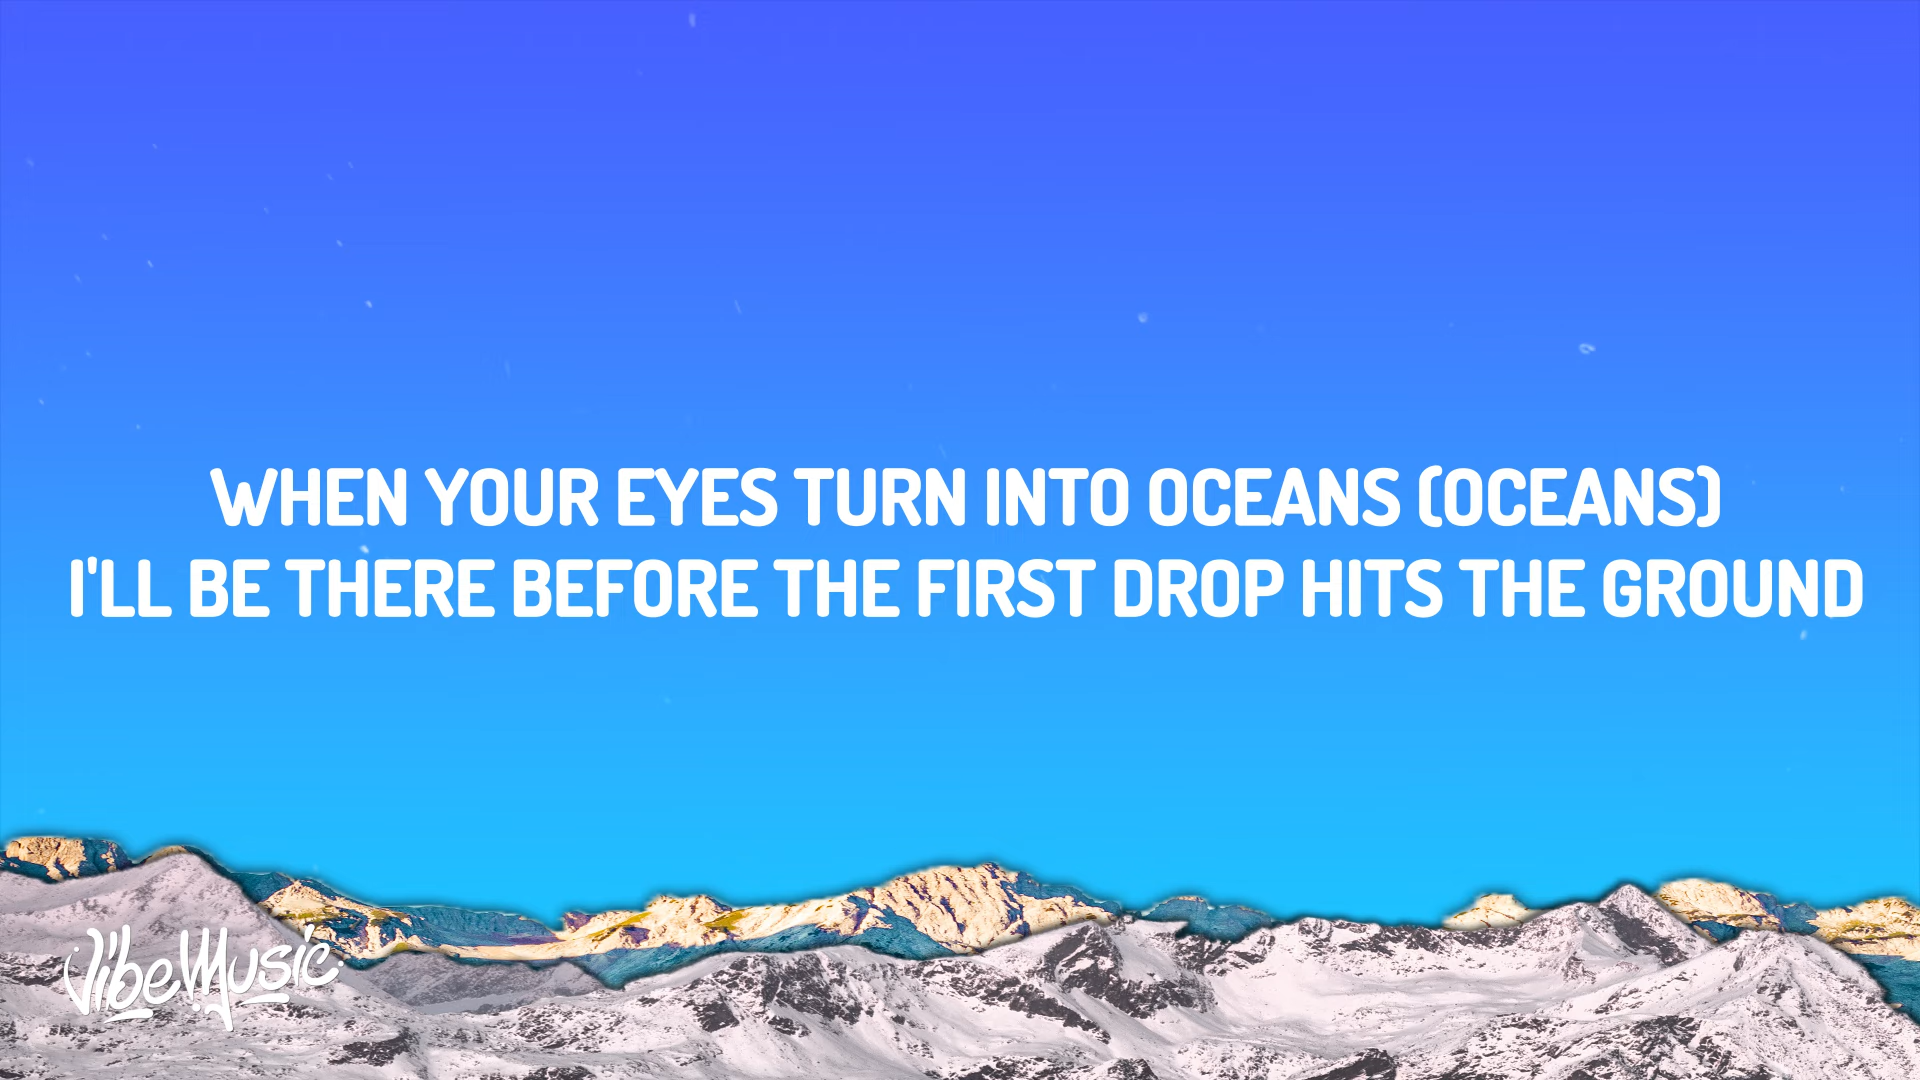 WHEN YOUR EYES TURN INTO OCEANS (OCEANS)
I'LL BE THERE BEFORE THE FIRST DROP HITS THE GROUND
VibeMusic